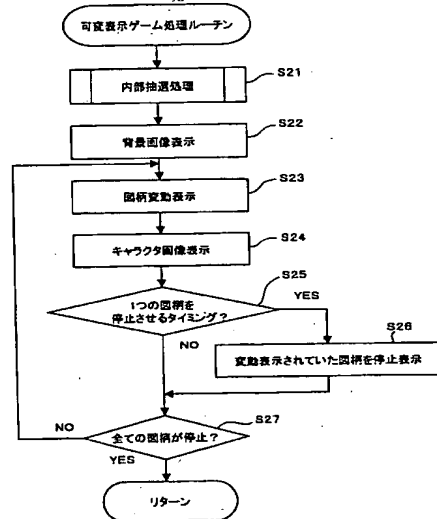 可変表示ゲーム処理ルーチン
内部抽選処理
S21
背景画像表示
S22
図柄変動表示
S23
キャラクタ画像表示
S24
1つの図柄を
停止させるタイミング?
S25
YES
NO
変動表示されていた図柄を停止表示
S26
全ての図柄が停止?
S27
NO
YES
リターン